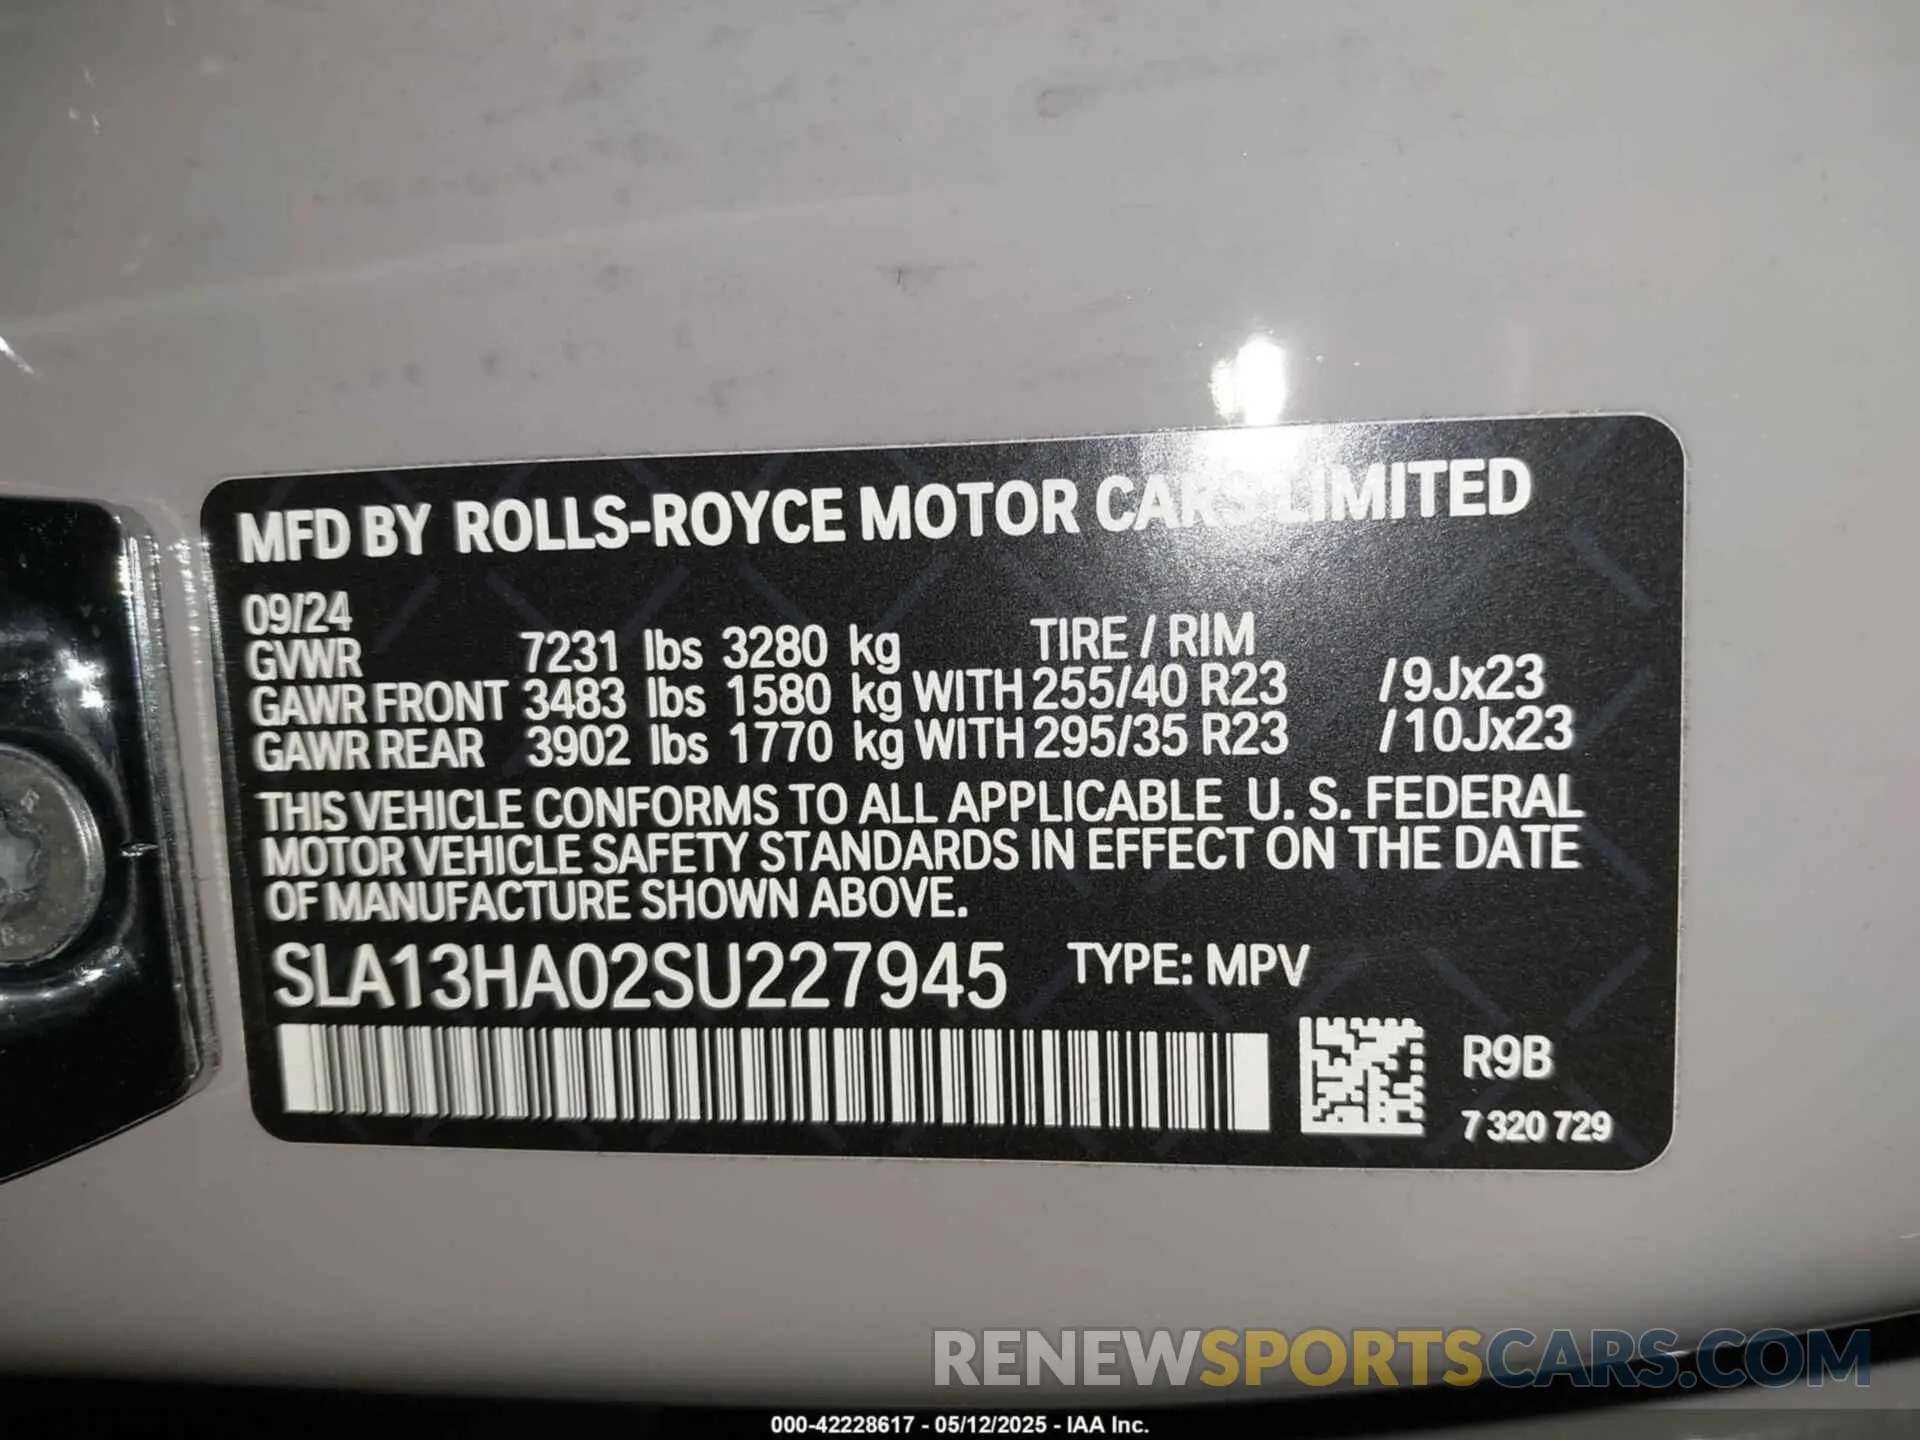 MFD BY ROLLS-ROYCE MOTOR CARS LIMITED
09/24
GVWR 7231 lbs 3280 kg TIRE / RIM
GAWR FRONT 3483 lbs 1580 kg WITH 255/40 R23 /9Jx23
GAWR REAR 3902 lbs 1770 kg WITH 295/35 R23 /10Jx23
THIS VEHICLE CONFORMS TO ALL APPLICABLE U. S. FEDERAL
MOTOR VEHICLE SAFETY STANDARDS IN EFFECT ON THE DATE
OF MANUFACTURE SHOWN ABOVE.
SLA13HA02SU227945 TYPE: MPV
R9B
7 320 729
RENEWSPORTSCARS.COM
000-42228617 - 05/12/2025 - IAA Inc.